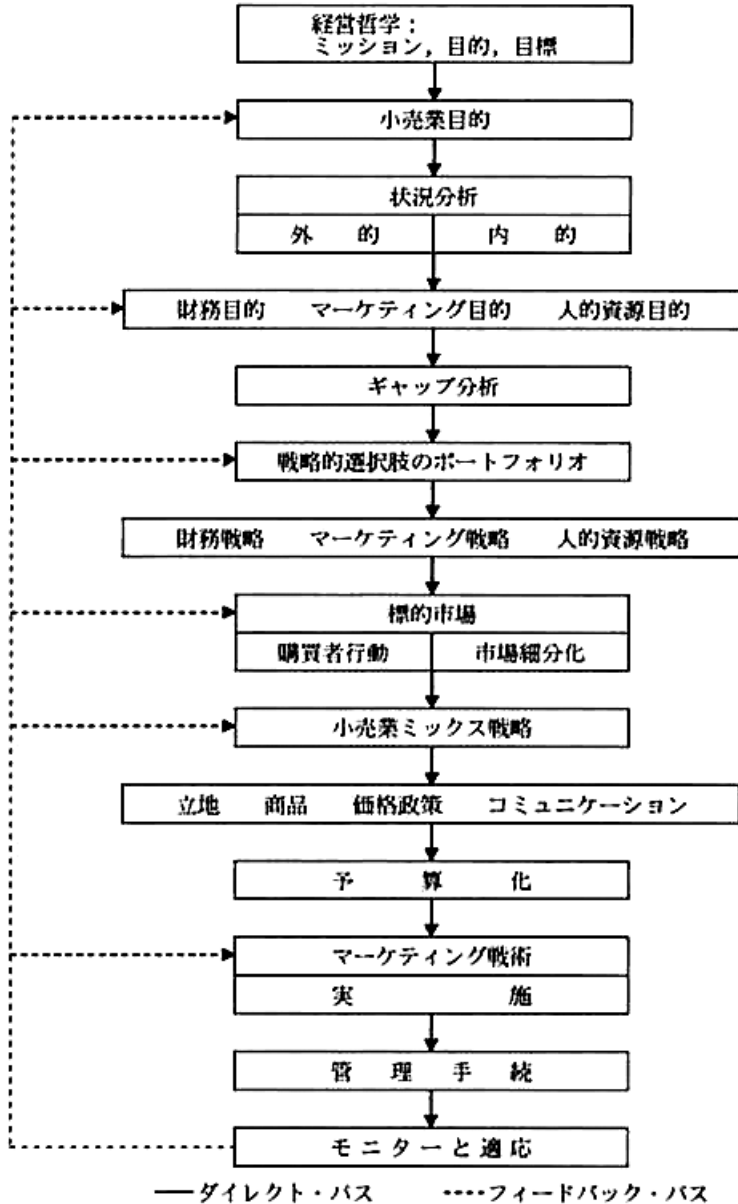 経営哲学:
ミッション, 目的, 目標
小売業目的
状況分析
外 的 内 的
財務目的 マーケティング目的 人的資源目的
ギャップ分析
戦略的選択肢のポートフォリオ
財務戦略 マーケティング戦略 人的資源戦略
標的市場
購買者行動 市場細分化
小売業ミックス戦略
立地 商品 価格政策 コミュニケーション
予 算 化
マーケティング戦術
実 施
管 理 手 続
モニターと適応
ダイレクト・パス フィードバック・パス